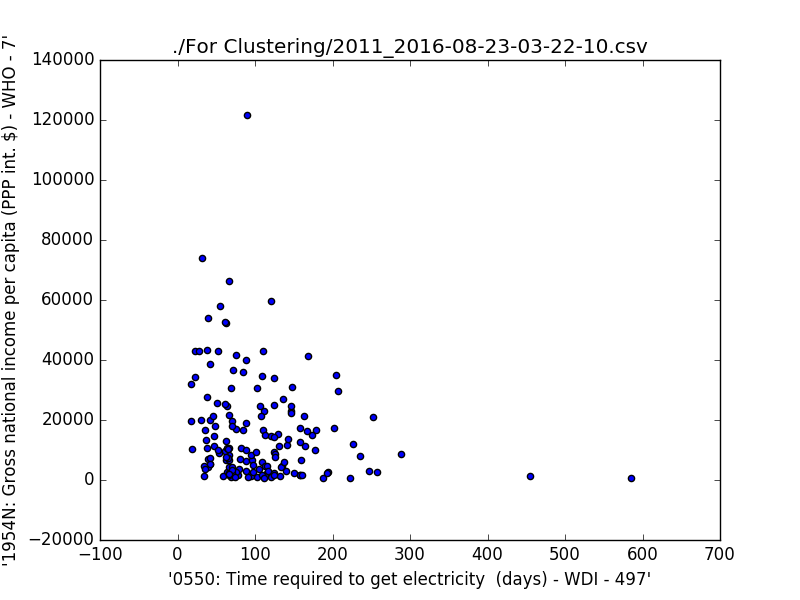 ./For Clustering/2011_2016-08-23-03-22-10.csv
'1954N: Gross national income per capita (PPP int. $) - WHO - 7'
140000
120000
100000
80000
60000
40000
20000
0
−20000
−100 0 100 200 300 400 500 600 700
'0550: Time required to get electricity  (days) - WDI - 497'